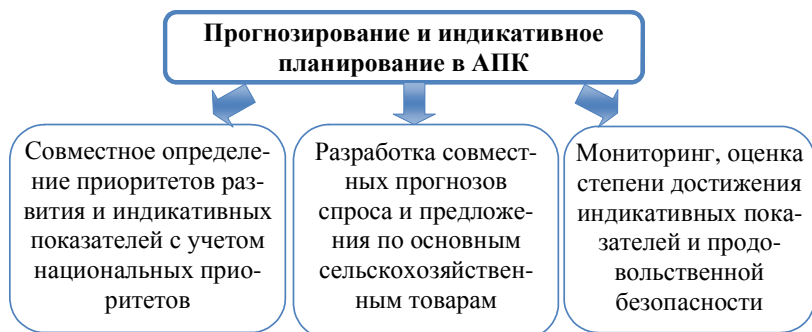 Прогнозирование и индикативное
планирование в АПК
Совместное определе-
ние приоритетов раз-
вития и индикативных
показателей с учетом
национальных прио-
ритетов
Разработка совмест-
ных прогнозов
спроса и предложе-
ния по основным
сельскохозяйствен-
ным товарам
Мониторинг, оценка
степени достижения
индикативных пока-
зателей и продо-
вольственной
безопасности